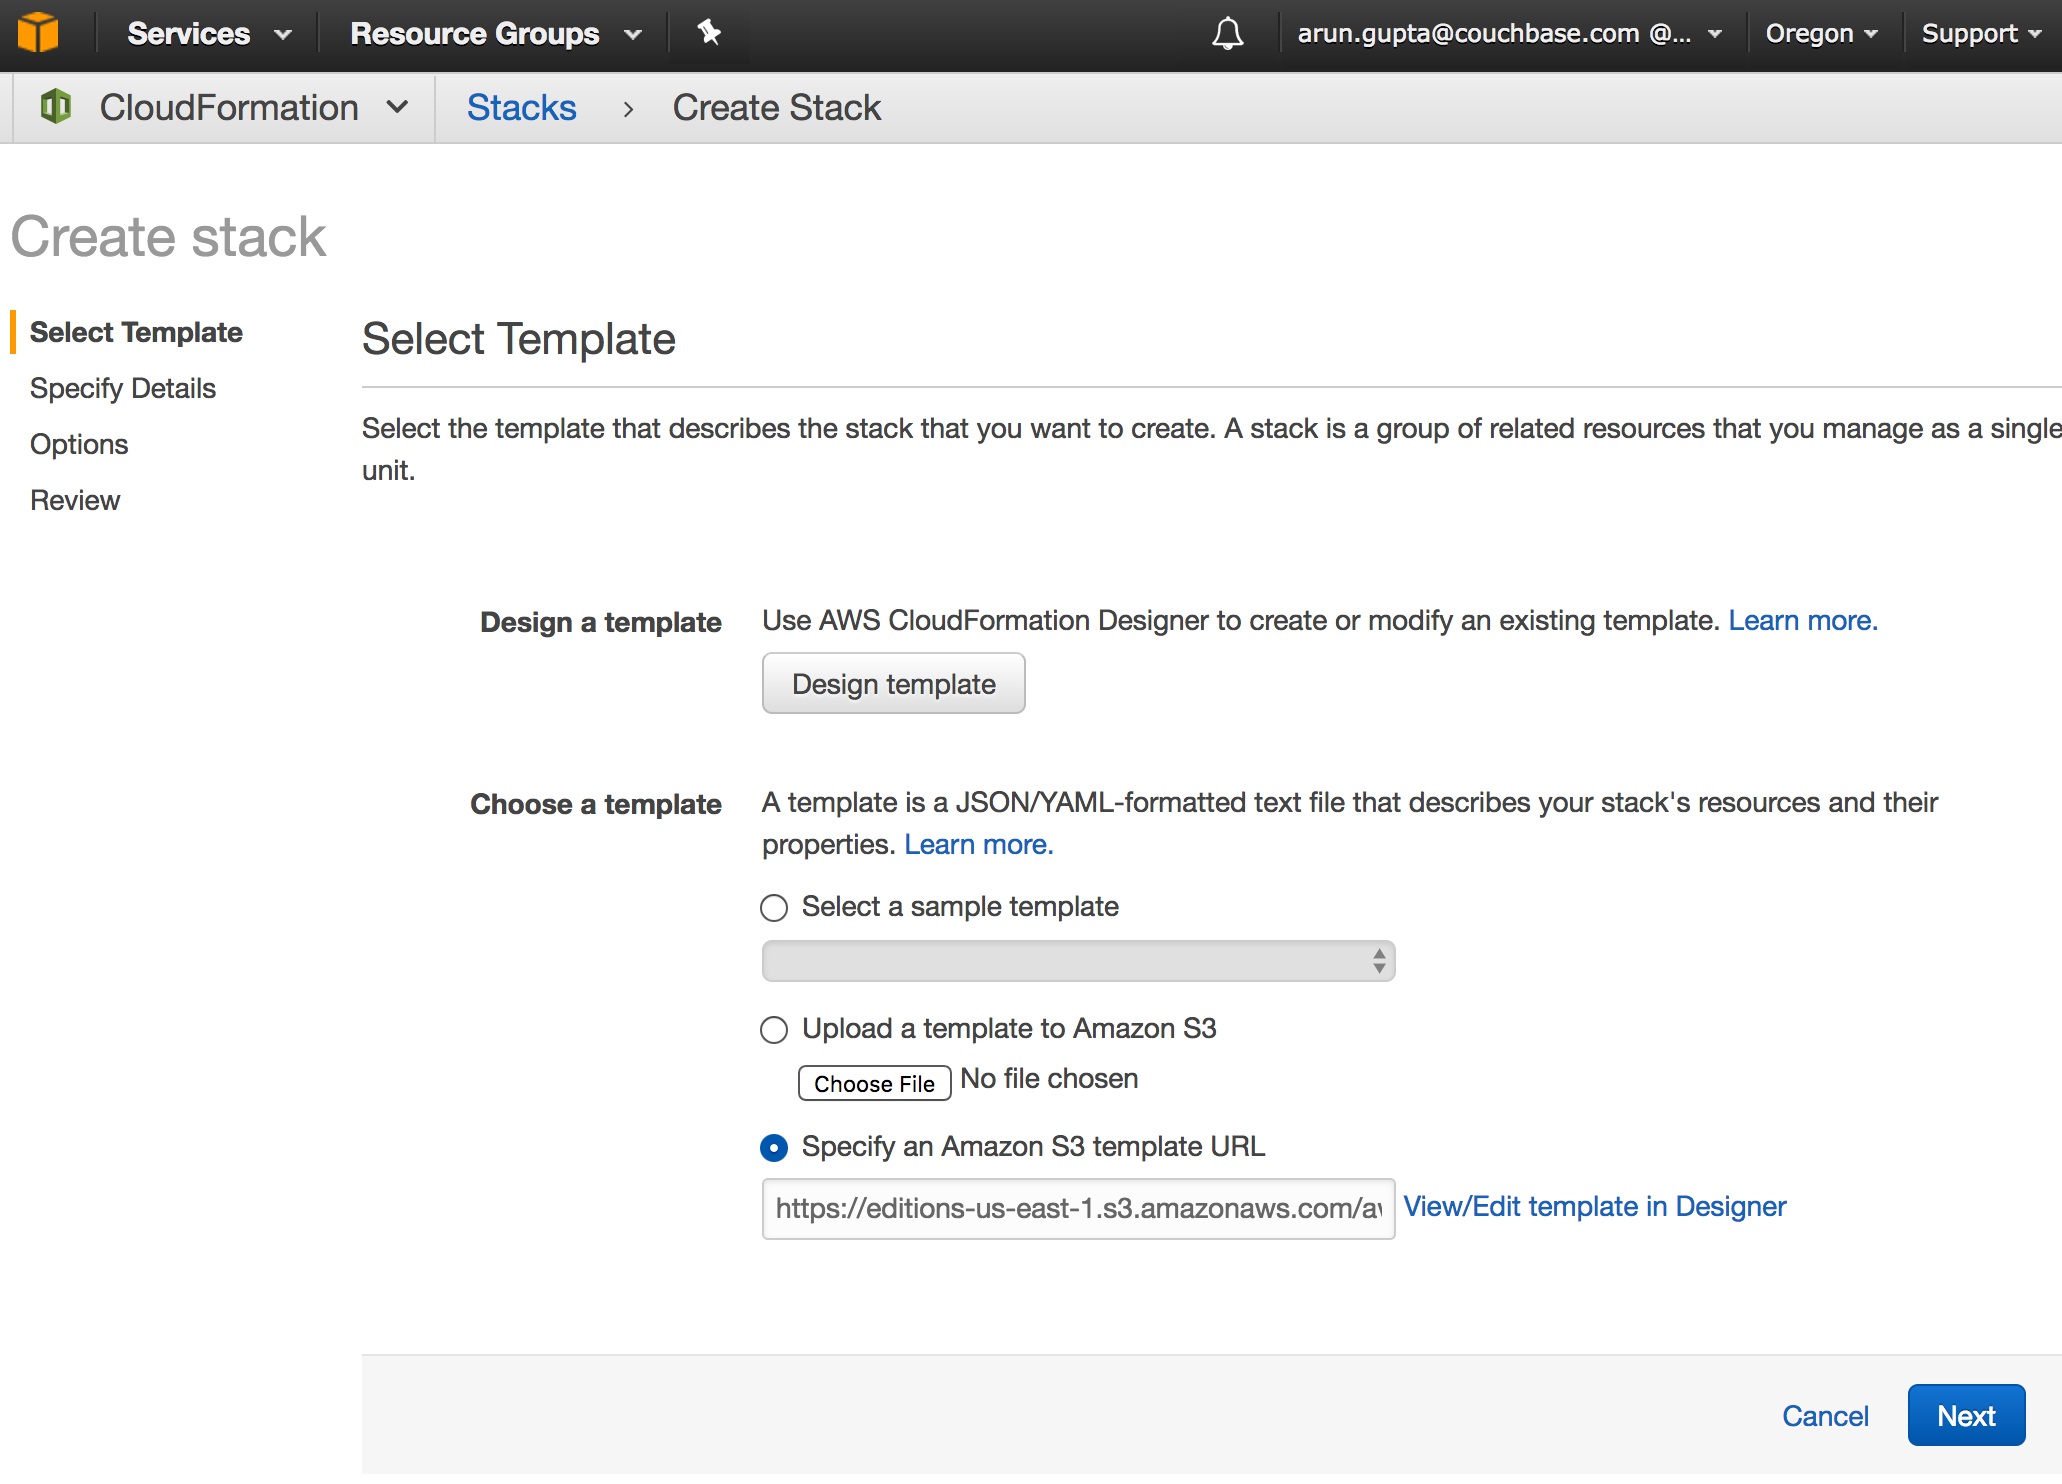 Services
Resource Groups
arun.gupta@couchbase.com @...
Oregon
Support
CloudFormation
Stacks > Create Stack
Create stack
Select Template
Specify Details
Options
Review
Select Template
Select the template that describes the stack that you want to create. A stack is a group of related resources that you manage as a single
unit.
Design a template
Use AWS CloudFormation Designer to create or modify an existing template. Learn more.
Design template
Choose a template
A template is a JSON/YAML-formatted text file that describes your stack's resources and their
properties. Learn more.
Select a sample template
Upload a template to Amazon S3
Choose File No file chosen
Specify an Amazon S3 template URL
https://editions-us-east-1.s3.amazonaws.com/a
View/Edit template in Designer
Cancel
Next